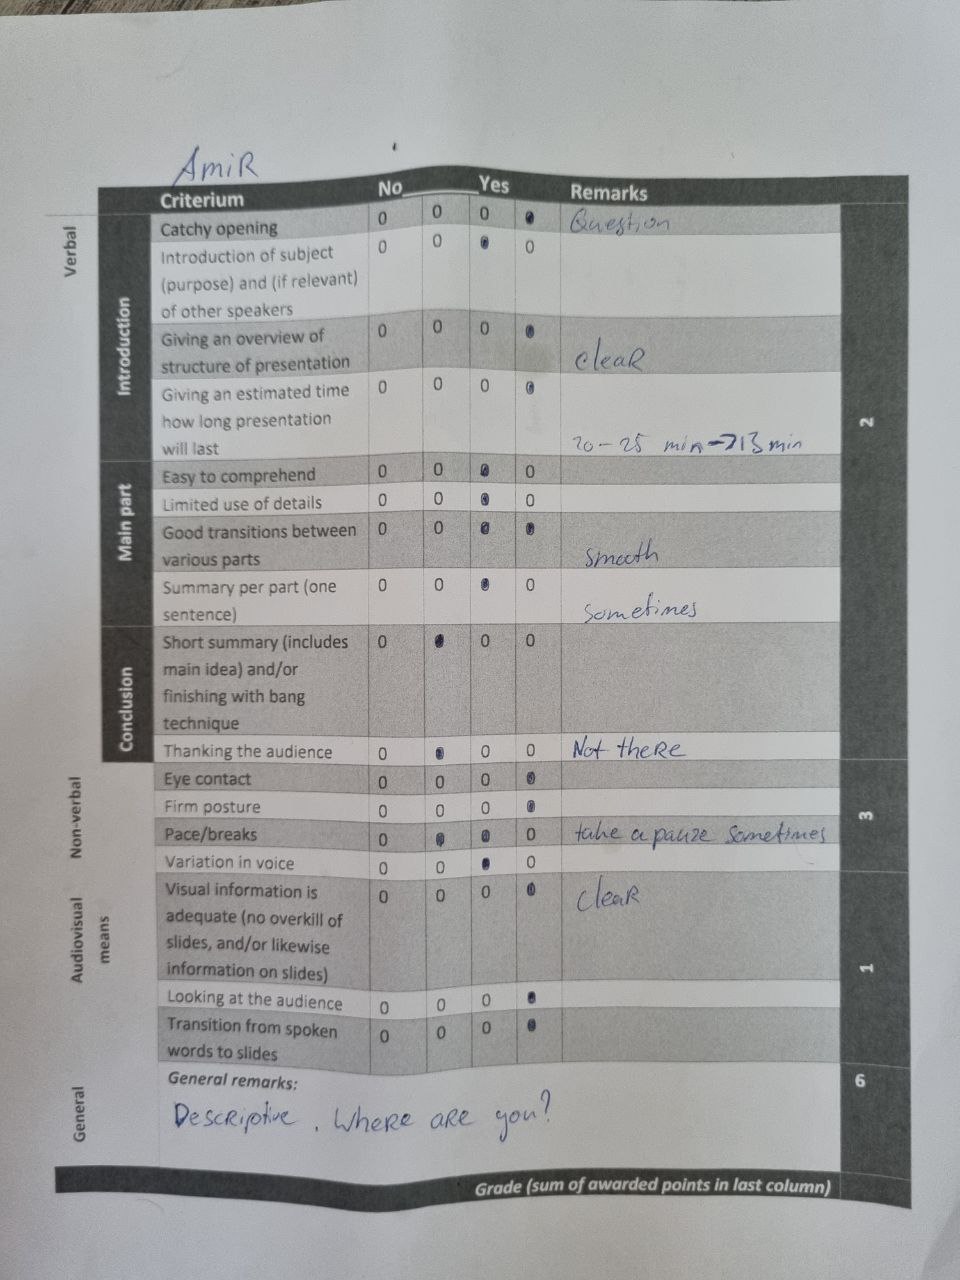 AmiR
Criterium No Yes Remarks
Verbal
Introduction
Catchy opening 0 0 0 Question
Introduction of subject 0 0 0
(purpose) and (if relevant)
of other speakers
Giving an overview of 0 0 0
structure of presentation clear
Giving an estimated time 0 0 0
how long presentation
will last 20-25 min → 13 min
2
Main part
Easy to comprehend 0 0 0
Limited use of details 0 0 0
Good transitions between 0 0
various parts smooth
Summary per part (one 0 0 0
sentence) sometimes
Conclusion
Short summary (includes 0 0 0
main idea) and/or
finishing with bang
technique
Thanking the audience 0 0 0 Not there
Non-verbal
Eye contact 0 0 0
Firm posture 0 0 0
Pace/breaks 0 0 take a pauze sometimes
Variation in voice 0 0 0
3
Audiovisual
means
Visual information is 0 0 0 clear
adequate (no overkill of
slides, and/or likewise
information on slides)
Looking at the audience 0 0 0
Transition from spoken 0 0 0
words to slides
1
General
General remarks: 6
Descriptive. Where are you?
Grade (sum of awarded points in last column)